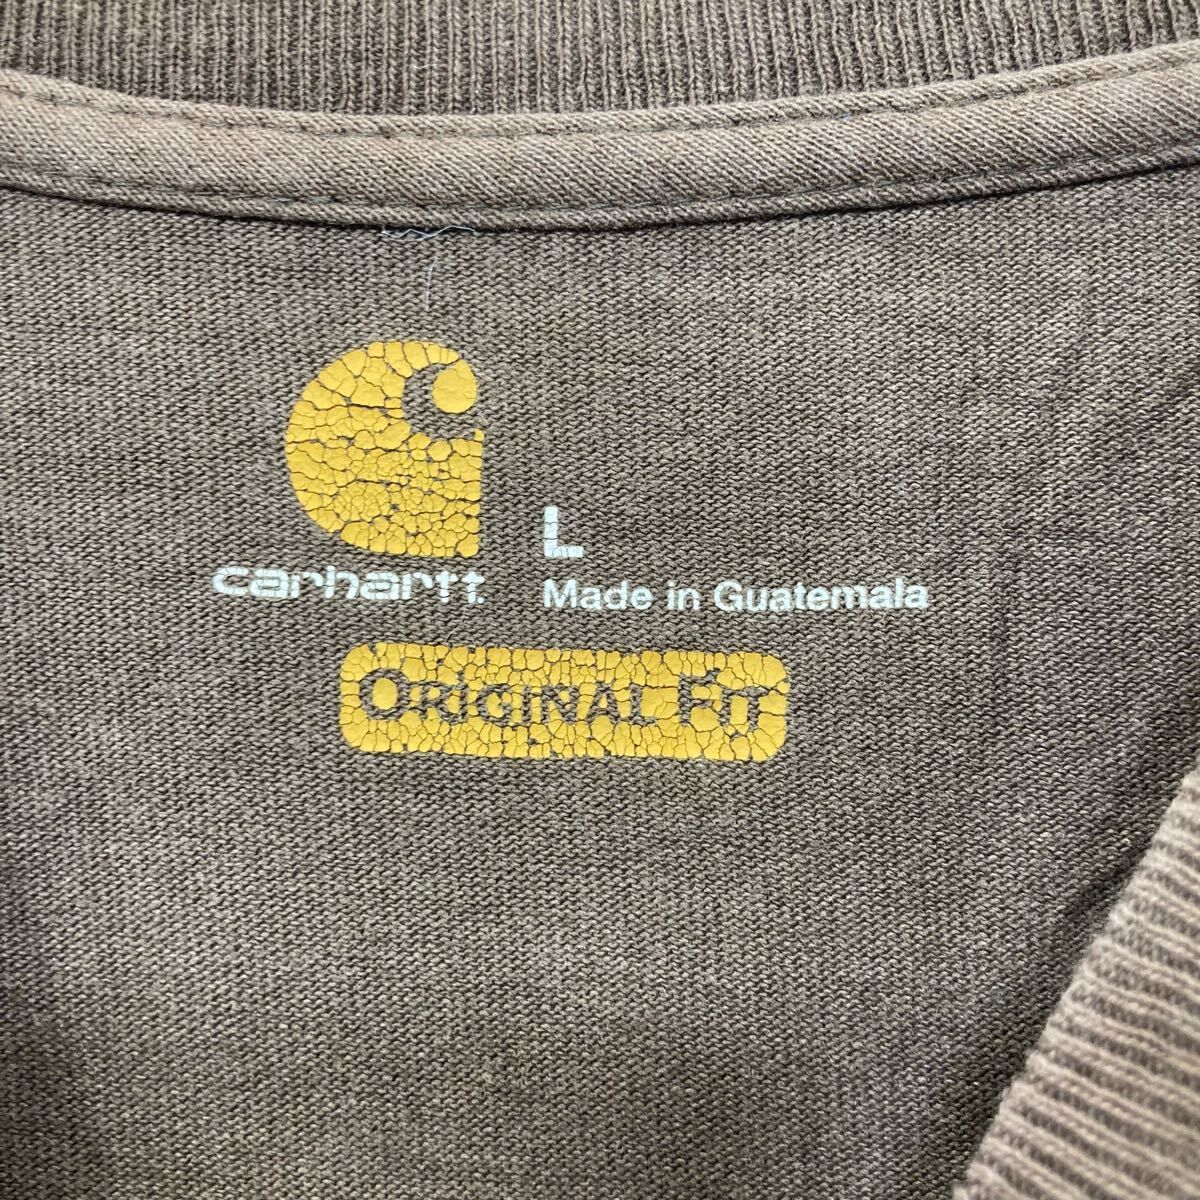 L
carhartt
Made in Guatemala
ORIGINAL FIT